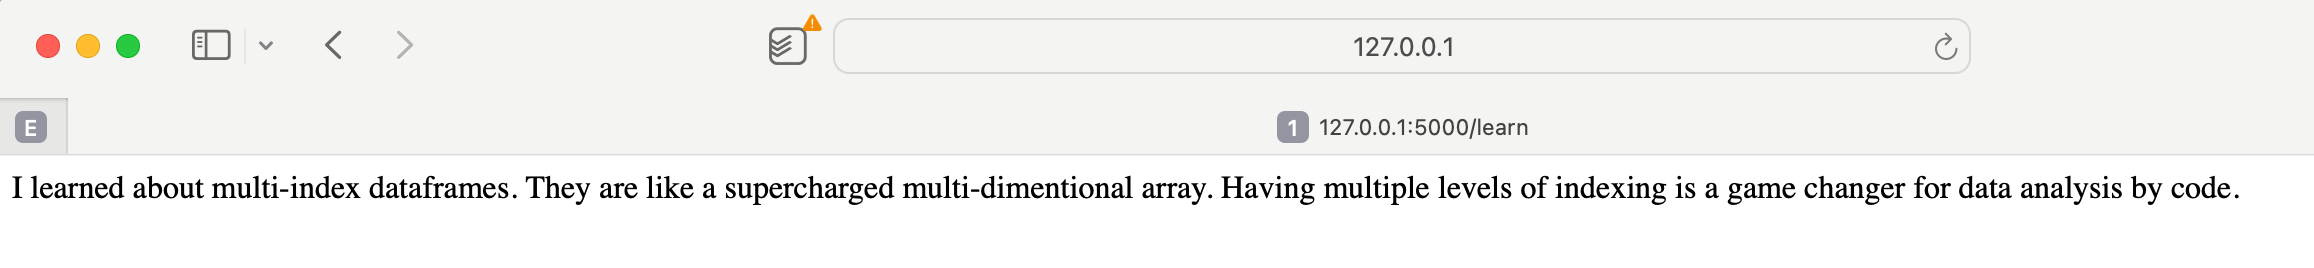 127.0.0.1
E
1 127.0.0.1:5000/learn
I learned about multi-index dataframes. They are like a supercharged multi-dimentional array. Having multiple levels of indexing is a game changer for data analysis by code.